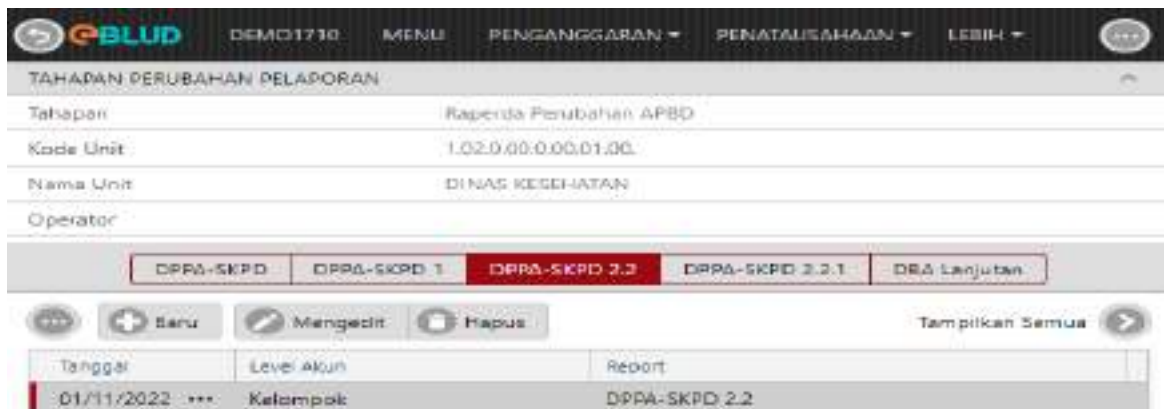 eBLUD DEMO1710 MENU PENGANGGARAN PENATAUSAHAAN LEBIH
TAHAPAN PERUBAHAN PELAPORAN
Tahapan Raperda Perubahan APBD
Kode Unit 1.02.0.00.0.00.01.00.
Nama Unit DINAS KESEHATAN
Operator
DPPA-SKPD DPPA-SKPD 1 DPPA-SKPD 2.2 DPPA-SKPD 2.2.1 DBA Lanjutan
Baru Mengedit Hapus Tampilkan Semua
Tanggal Level Akun Report
01/11/2022 Kelompok DPPA-SKPD 2.2